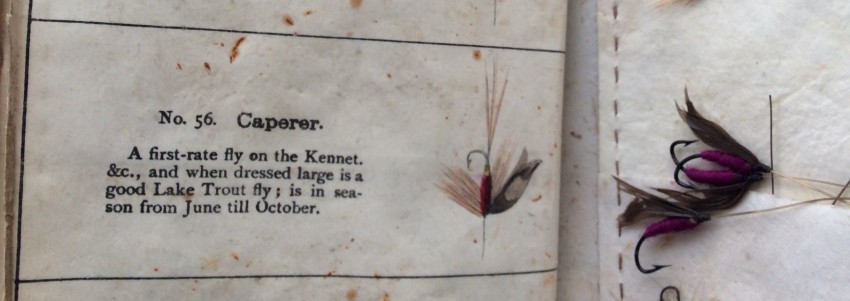 No. 56. Caperer.
A first-rate fly on the Kennet.
&c., and when dressed large is a
good Lake Trout fly; is in sea-
son from June till October.